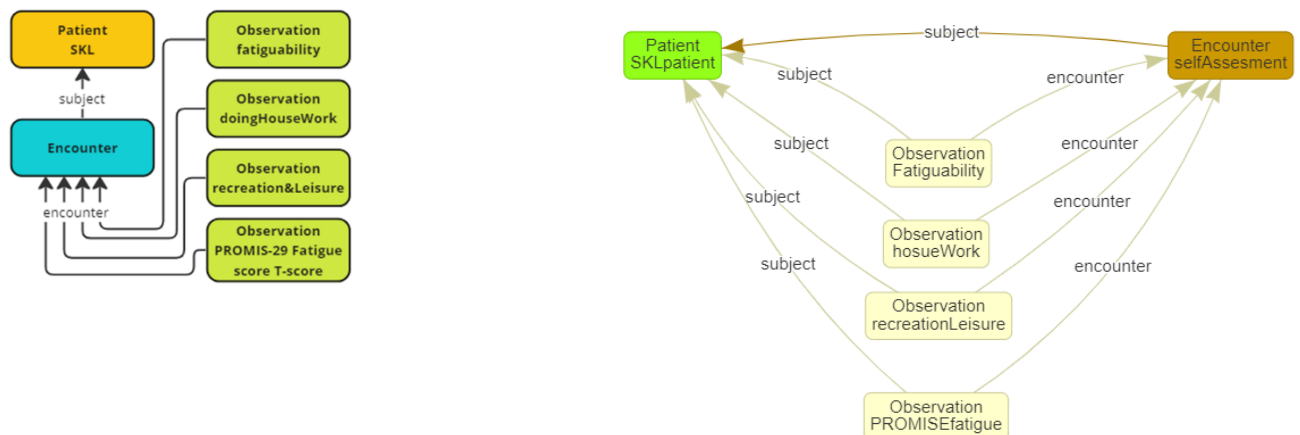 Patient
SKL
Observation
fatiguability
subject
Observation
doingHouseWork
Encounter
Observation
recreation&Leisure
encounter
Observation
PROMIS-29 Fatigue
score T-score
Patient
SKLpatient
subject
Encounter
selfAssesment
subject
encounter
Observation
Fatiguability
subject
encounter
Observation
hosueWork
subject
encounter
Observation
recreationLeisure
subject
encounter
Observation
PROMISEfatigue